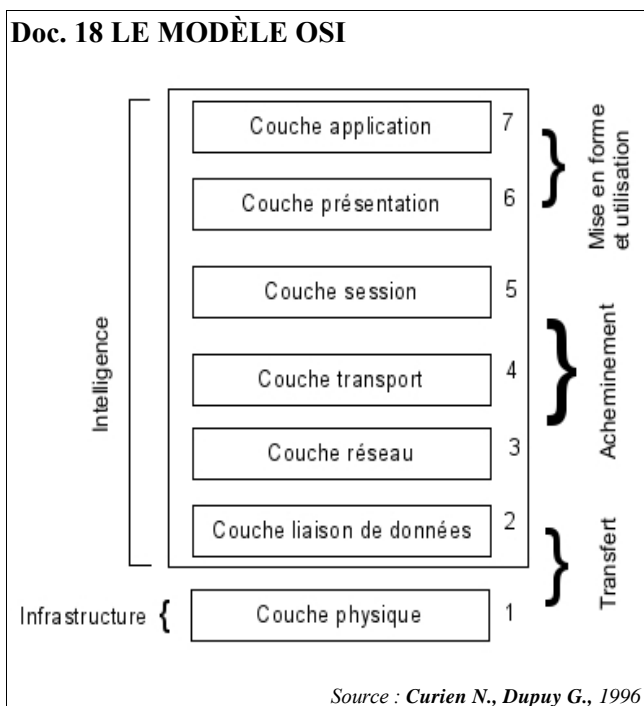 Doc. 18 LE MODÈLE OSI
Couche application 7
Couche présentation 6
Mise en forme
et utilisation
Couche session 5
Intelligence
Couche transport 4
Acheminement
Couche réseau 3
Couche liaison de données 2
Transfert
Infrastructure { Couche physique 1
Source : Curien N., Dupuy G., 1996